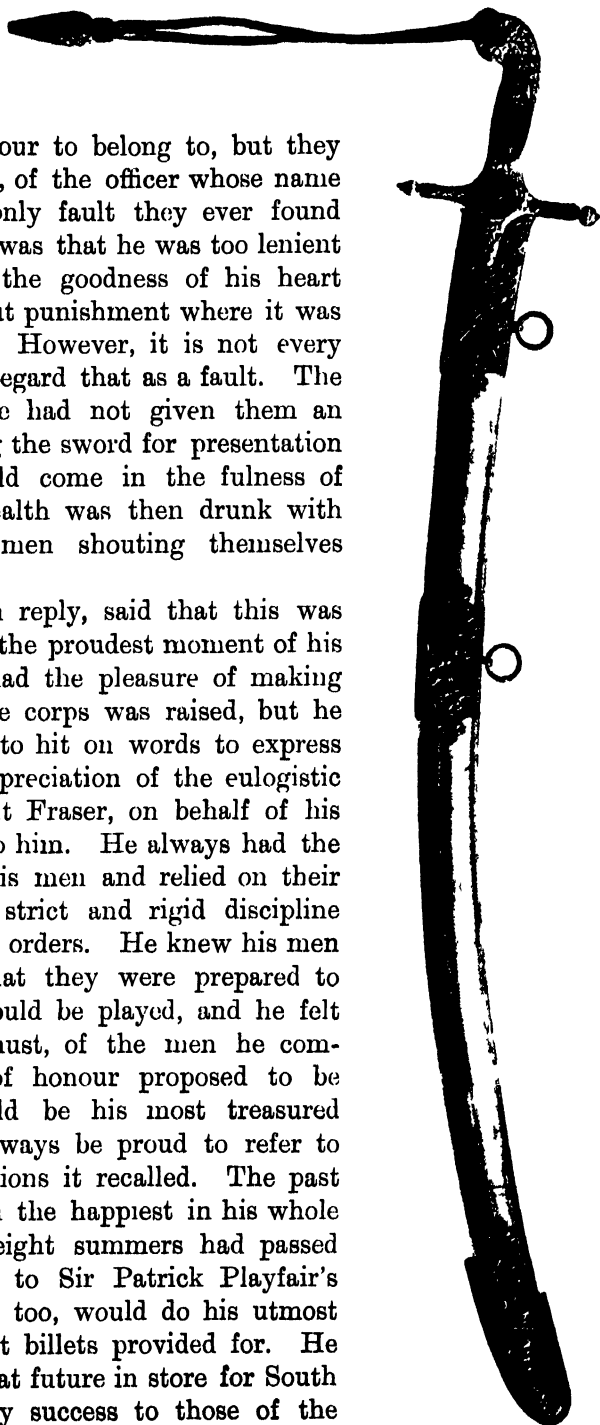 our to belong to, but they
, of the officer whose name
only fault they ever found
was that he was too lenient
the goodness of his heart
ut punishment where it was
However, it is not every
egard that as a fault. The
e had not given them an
g the sword for presentation
ld come in the fulness of
ealth was then drunk with
men shouting themselves
n reply, said that this was
the proudest moment of his
ad the pleasure of making
e corps was raised, but he
to hit on words to express
preciation of the eulogistic
t Fraser, on behalf of his
o him. He always had the
is men and relied on their
strict and rigid discipline
orders. He knew his men
at they were prepared to
ould be played, and he felt
nust, of the men he com-
of honour proposed to be
ld be his most treasured
ways be proud to refer to
tions it recalled. The past
n the happiest in his whole
eight summers had passed
to Sir Patrick Playfair's
too, would do his utmost
t billets provided for. He
at future in store for South
y success to those of the